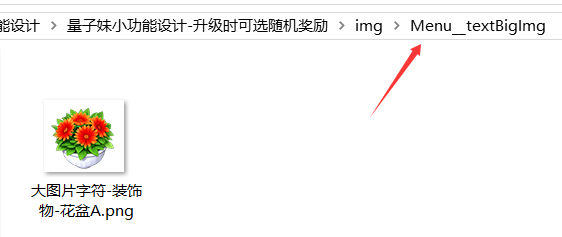 能设计 > 量子妹小功能设计-升级时可选随机奖励 > img > Menu__textBigImg
大图片字符-装饰
物-花盆A.png